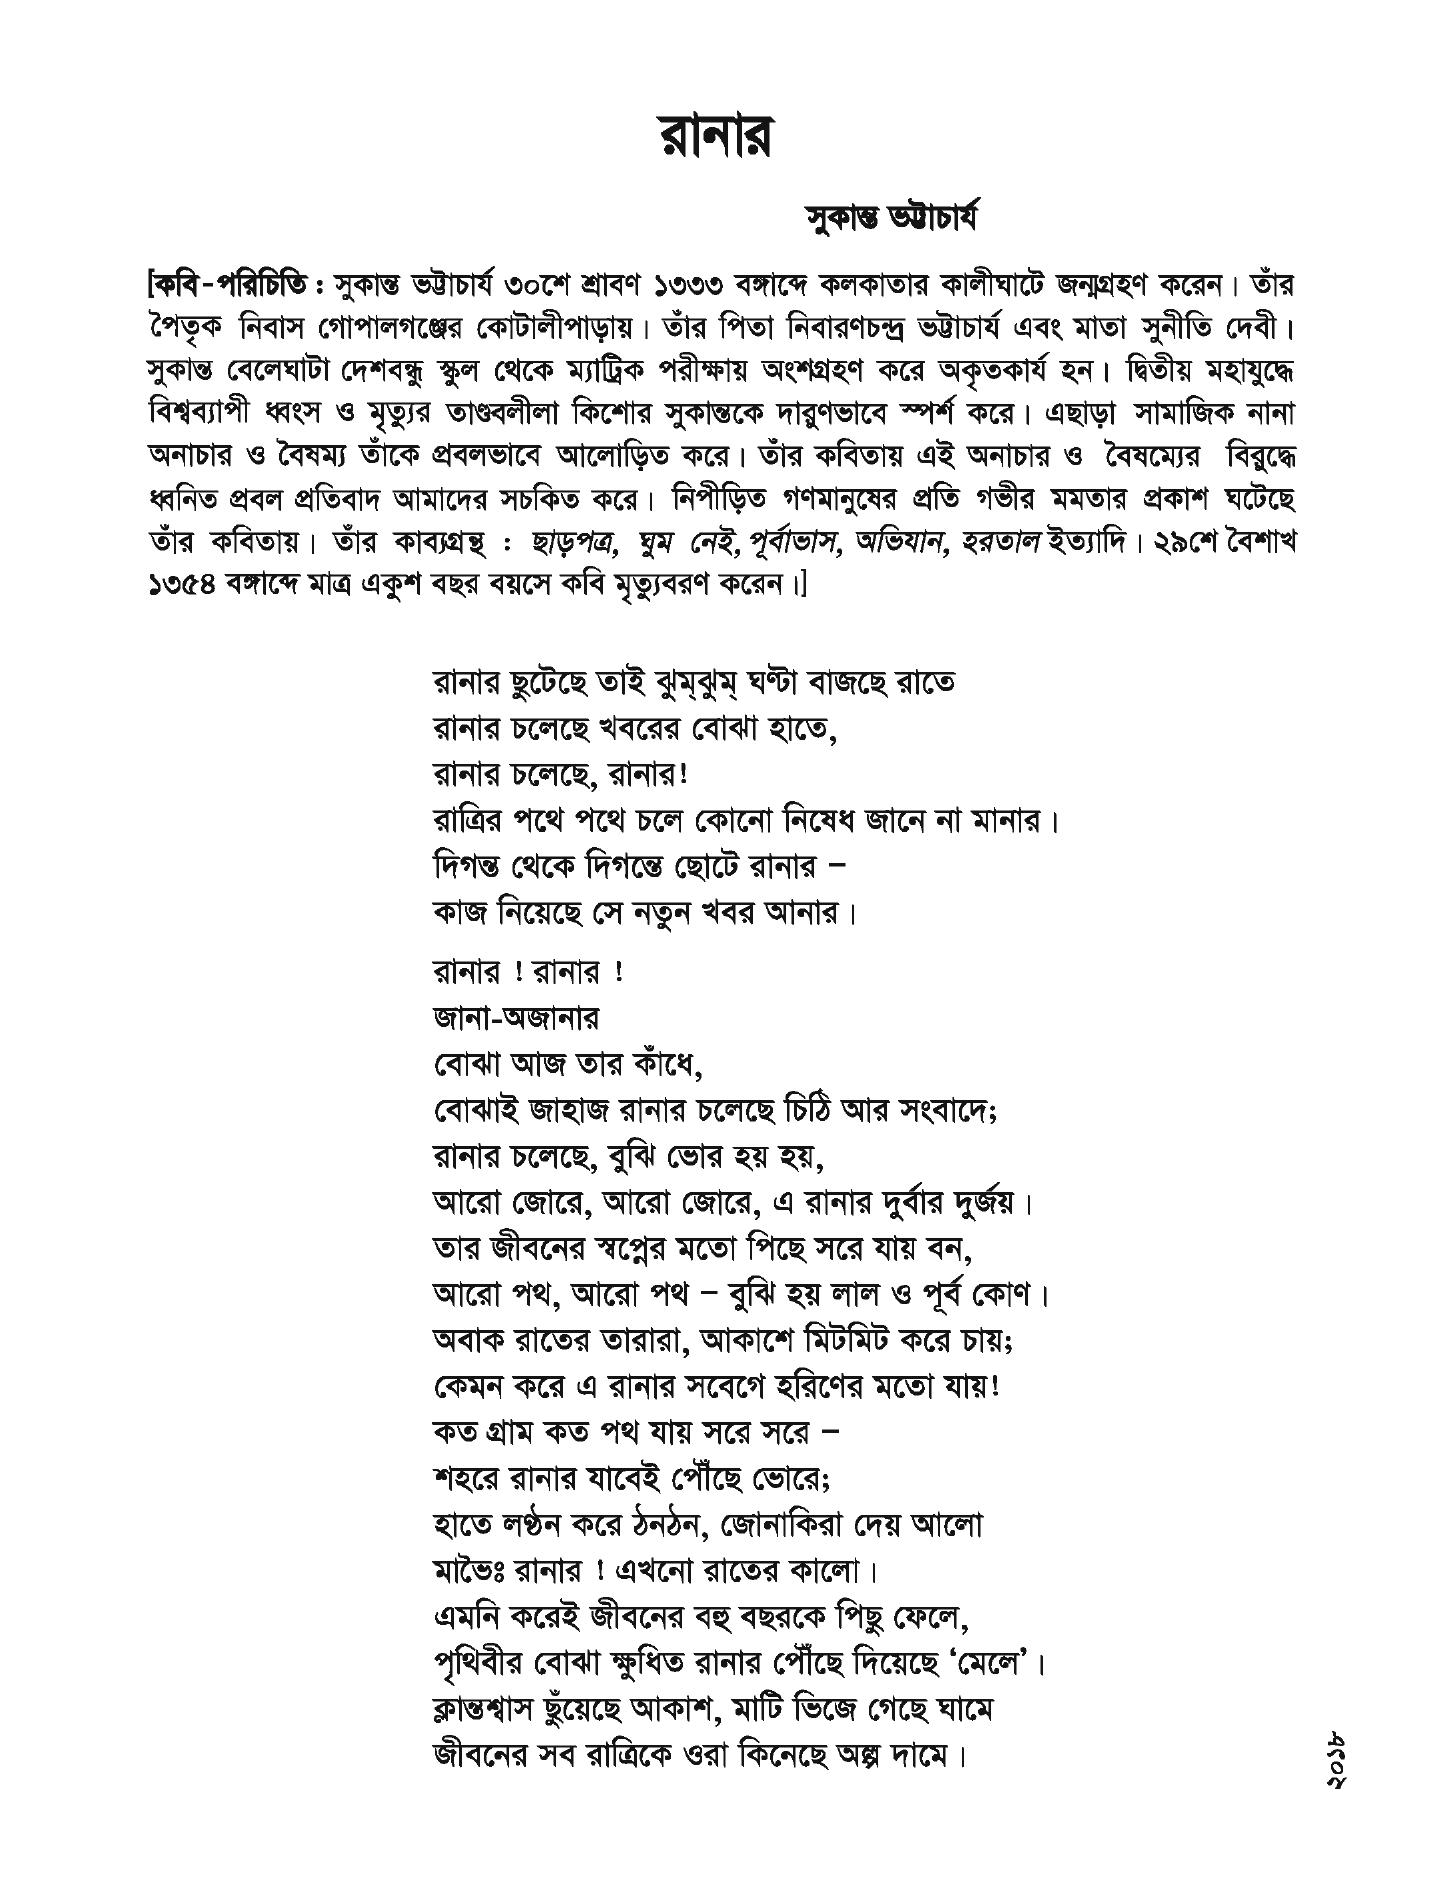 রানার
সুকান্ত ভট্টাচার্য
[কবি-পরিচিতি : সুকান্ত ভট্টাচার্য ৩০শে শ্রাবণ ১৩৩৩ বঙ্গাব্দে কলকাতার কালীঘাটে জন্মগ্রহণ করেন। তাঁর
পৈতৃক নিবাস গোপালগঞ্জের কোটালীপাড়ায়। তাঁর পিতা নিবারণচন্দ্র ভট্টাচার্য এবং মাতা সুনীতি দেবী।
সুকান্ত বেলেঘাটা দেশবন্ধু স্কুল থেকে ম্যাট্রিক পরীক্ষায় অংশগ্রহণ করে অকৃতকার্য হন। দ্বিতীয় মহাযুদ্ধে
বিশ্বব্যাপী ধ্বংস ও মৃত্যুর তাণ্ডবলীলা কিশোর সুকান্তকে দারুণভাবে স্পর্শ করে। এছাড়া সামাজিক নানা
অনাচার ও বৈষম্য তাঁকে প্রবলভাবে আলোড়িত করে। তাঁর কবিতায় এই অনাচার ও বৈষম্যের বিরুদ্ধে
ধ্বনিত প্রবল প্রতিবাদ আমাদের সচকিত করে। নিপীড়িত গণমানুষের প্রতি গভীর মমতার প্রকাশ ঘটেছে
তাঁর কবিতায়। তাঁর কাব্যগ্রন্থ : ছাড়পত্র, ঘুম নেই, পূর্বাভাস, অভিযান, হরতাল ইত্যাদি। ২৯শে বৈশাখ
১৩৫৪ বঙ্গাব্দে মাত্র একুশ বছর বয়সে কবি মৃত্যুবরণ করেন।]
রানার ছুটেছে তাই ঝুম্‌ঝুম্ ঘণ্টা বাজছে রাতে
রানার চলেছে খবরের বোঝা হাতে,
রানার চলেছে, রানার!
রাত্রির পথে পথে চলে কোনো নিষেধ জানে না মানার।
দিগন্ত থেকে দিগন্তে ছোটে রানার –
কাজ নিয়েছে সে নতুন খবর আনার।
রানার ! রানার !
জানা-অজানার
বোঝা আজ তার কাঁধে,
বোঝাই জাহাজ রানার চলেছে চিঠি আর সংবাদে;
রানার চলেছে, বুঝি ভোর হয় হয়,
আরো জোরে, আরো জোরে, এ রানার দুর্বার দুর্জয়।
তার জীবনের স্বপ্নের মতো পিছে সরে যায় বন,
আরো পথ, আরো পথ – বুঝি হয় লাল ও পূর্ব কোণ।
অবাক রাতের তারারা, আকাশে মিটমিট করে চায়;
কেমন করে এ রানার সবেগে হরিণের মতো যায়!
কত গ্রাম কত পথ যায় সরে সরে –
শহরে রানার যাবেই পৌঁছে ভোরে;
হাতে লণ্ঠন করে ঠনঠন, জোনাকিরা দেয় আলো
মাভৈঃ রানার ! এখনো রাতের কালো।
এমনি করেই জীবনের বহু বছরকে পিছু ফেলে,
পৃথিবীর বোঝা ক্ষুধিত রানার পৌঁছে দিয়েছে ‘মেলে’।
ক্লান্তশ্বাস ছুঁয়েছে আকাশ, মাটি ভিজে গেছে ঘামে
জীবনের সব রাত্রিকে ওরা কিনেছে অল্প দামে।
২০১৮